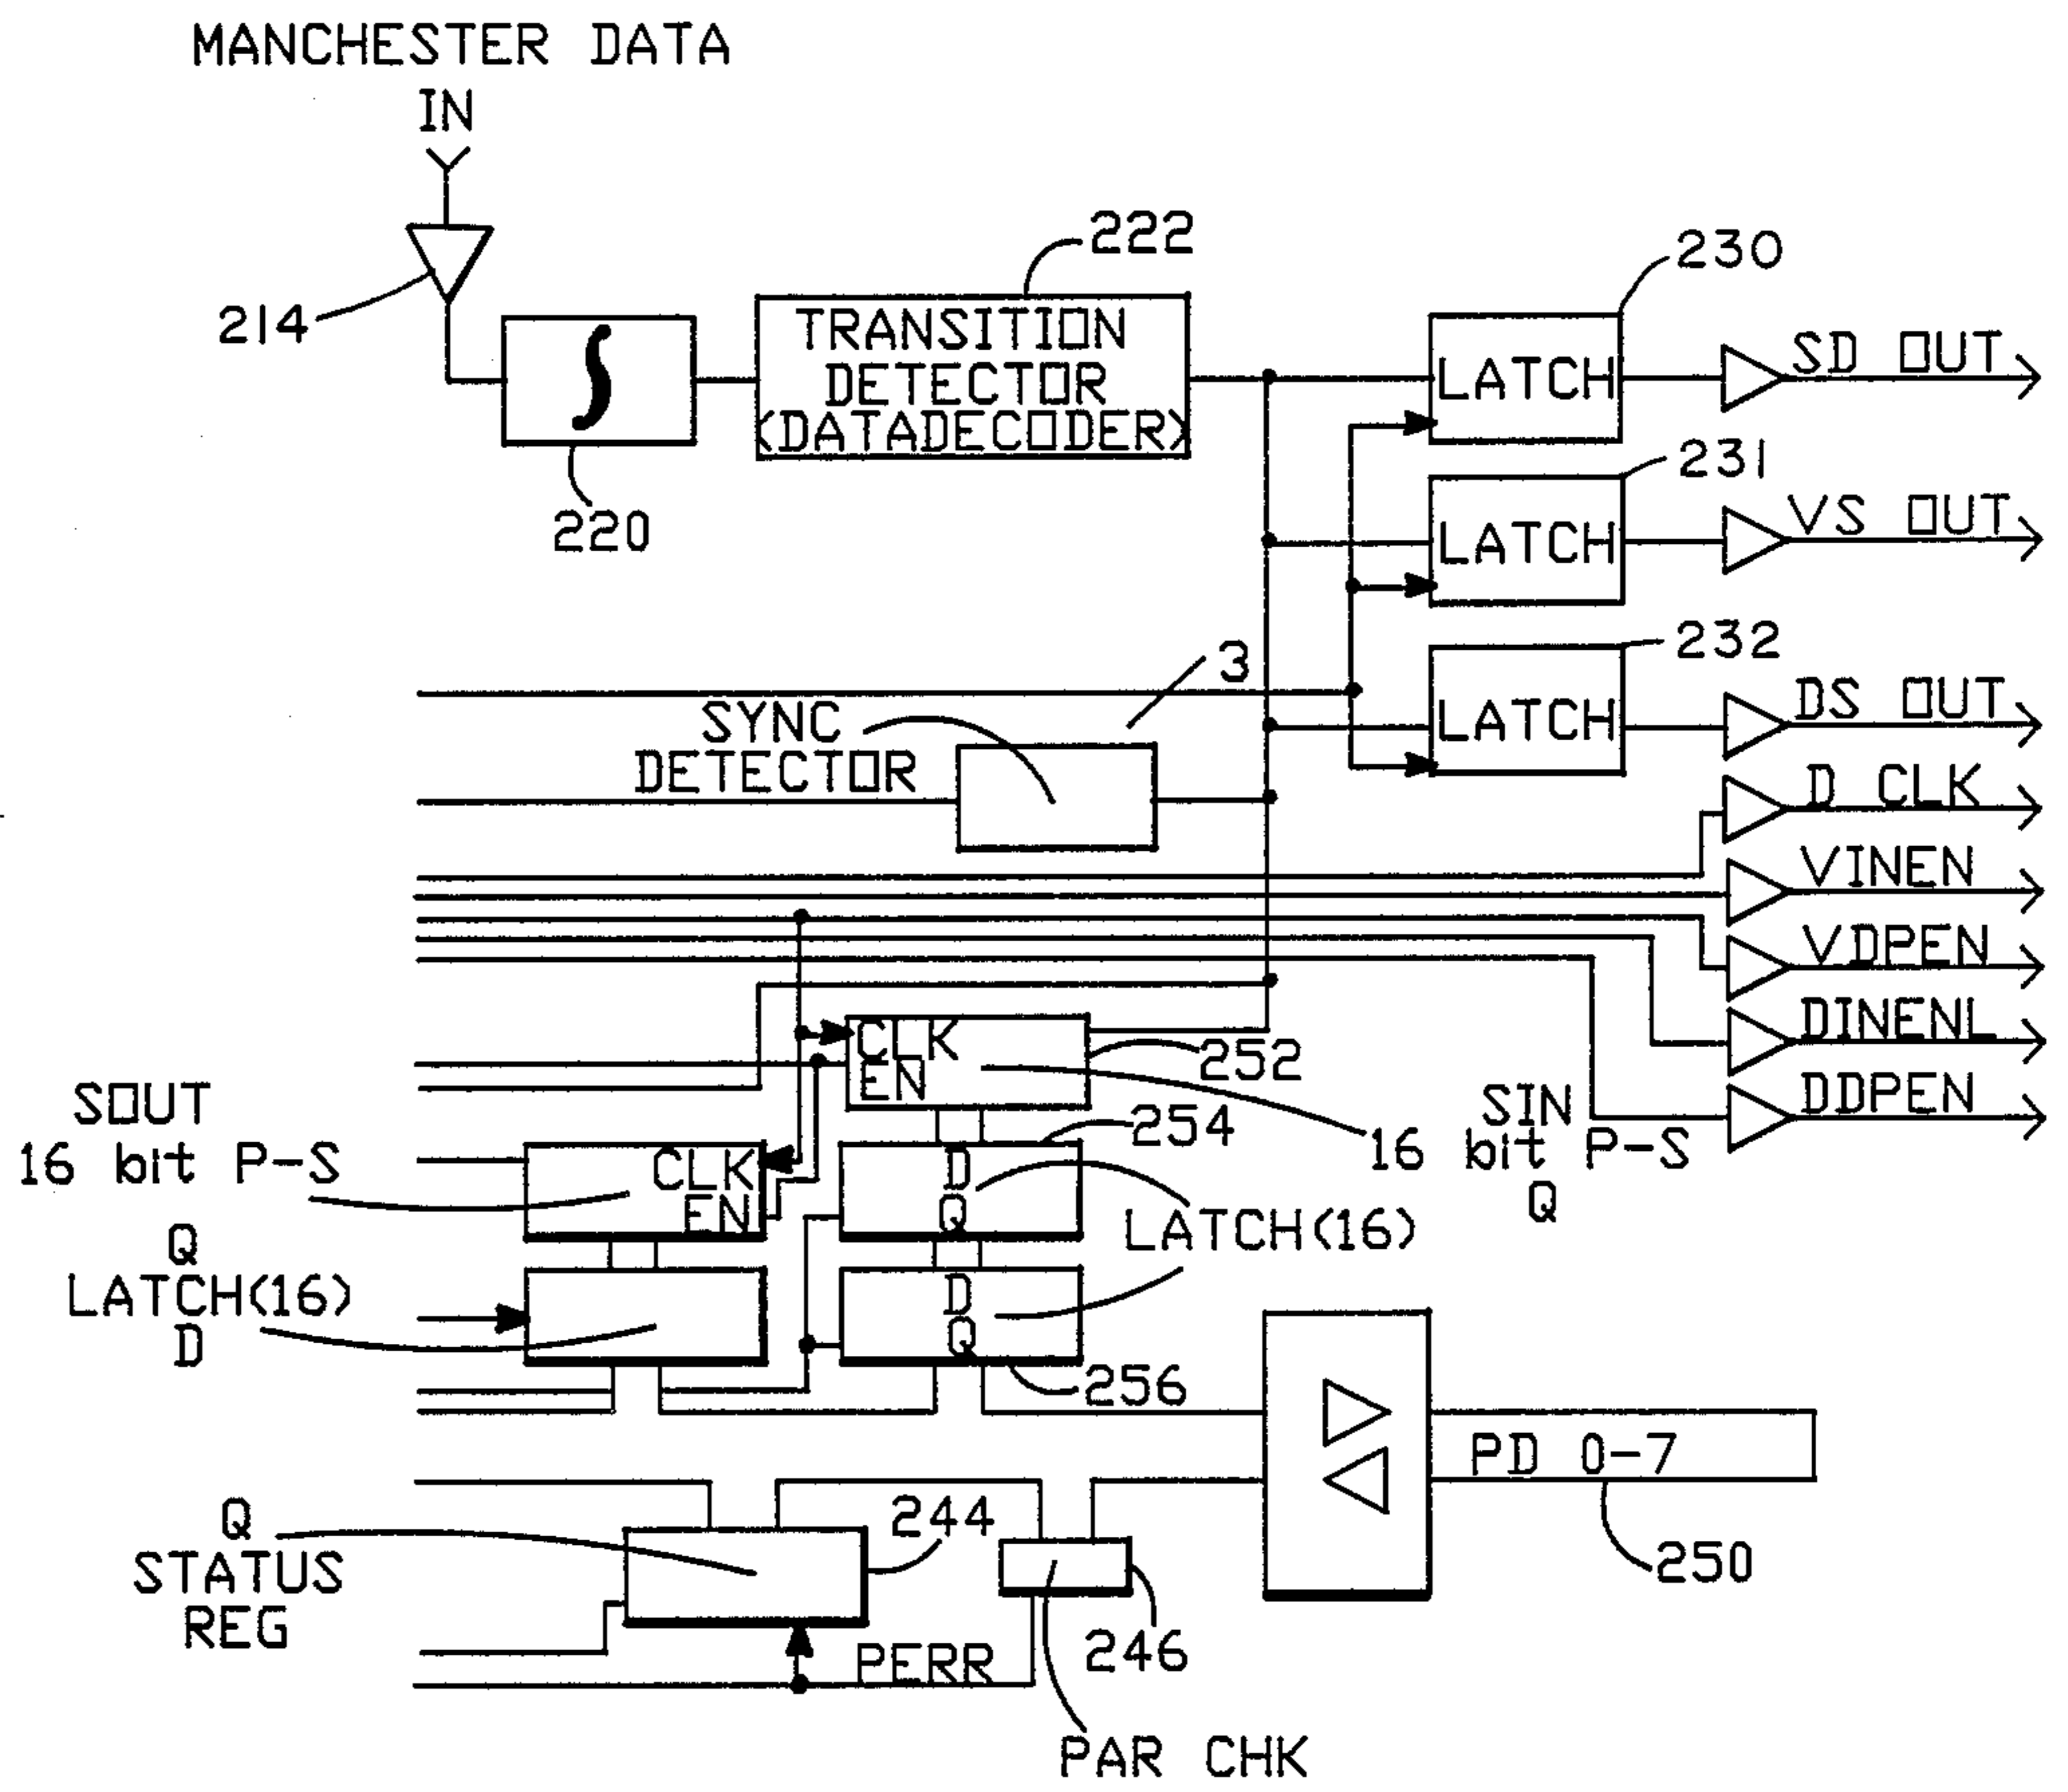 MANCHESTER DATA
IN
214
220
222
TRANSITION
DETECTOR
<DATADECODER>
230
LATCH
SD OUT
231
LATCH
VS OUT
232
LATCH
DS OUT
3
SYNC
DETECTOR
D CLK
VINEN
VDPEN
DINENL
DDPEN
CLK
EN
252
SIN
16 bit P-S
Q
SOUT
16 bit P-S
CLK
EN
254
D
Q
LATCH(16)
Q
LATCH(16)
D
D
Q
256
PD 0-7
250
Q
STATUS
REG
244
246
PERR
PAR CHK